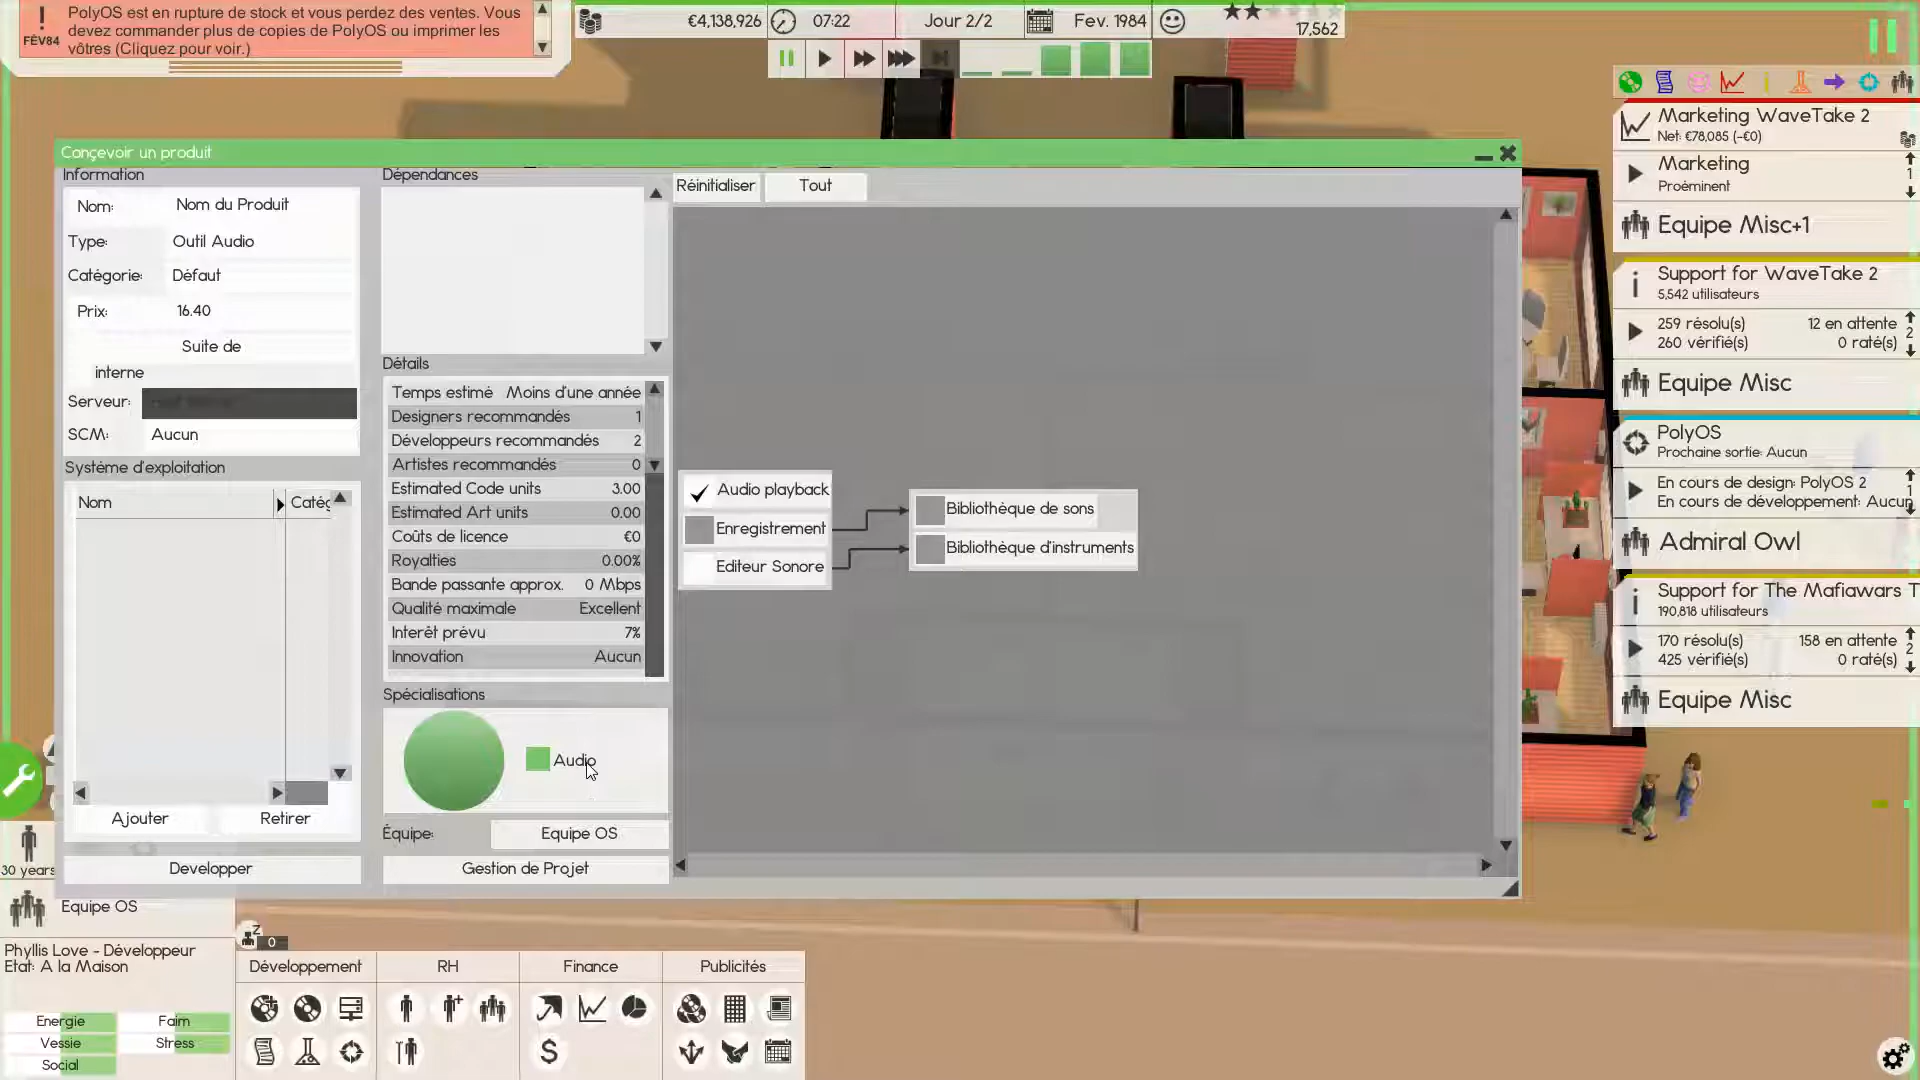 PolyOS est en rupture de stock et vous perdez des ventes. Vous
devez commander plus de copies de PolyOS ou imprimer les
vôtres (Cliquez pour voir.)
FÉV84
€4,138,926
07:22
Jour 2/2
Fev. 1984
17,562
Conçevoir un produit
Information
Nom:
Nom du Produit
Type:
Outil Audio
Catégorie:
Défaut
Prix:
16.40
Suite de
interne
Serveur:
SCM:
Aucun
Système d'exploitation
Nom
Catég
Ajouter
Retirer
Developper
Dépendances
Détails
Temps estimé
Moins d'une année
Designers recommandés
1
Développeurs recommandés
2
Artistes recommandés
0
Estimated Code units
3.00
Estimated Art units
0.00
Coûts de licence
€0
Royalties
0.00%
Bande passante approx.
0 Mbps
Qualité maximale
Excellent
Interêt prévu
7%
Innovation
Aucun
Spécialisations
Audio
Équipe:
Equipe OS
Gestion de Projet
Réinitialiser
Tout
Audio playback
Enregistrement
Editeur Sonore
Bibliothèque de sons
Bibliothèque d'instruments
Marketing WaveTake 2
Net: €78,085 (-€0)
Marketing
Proéminent
1
Equipe Misc+1
Support for WaveTake 2
5,542 utilisateurs
259 résolu(s)
12 en attente
260 vérifié(s)
0 raté(s)
2
Equipe Misc
PolyOS
Prochaine sortie: Aucun
En cours de design: PolyOS 2
En cours de développement: Aucun
1
Admiral Owl
Support for The Mafiawars T
190,818 utilisateurs
170 résolu(s)
158 en attente
425 vérifié(s)
0 raté(s)
2
Equipe Misc
30 years
Equipe OS
Phyllis Love - Développeur
Etat: A la Maison
Energie
Faim
Vessie
Stress
Social
Z
0
Développement
RH
Finance
Publicités